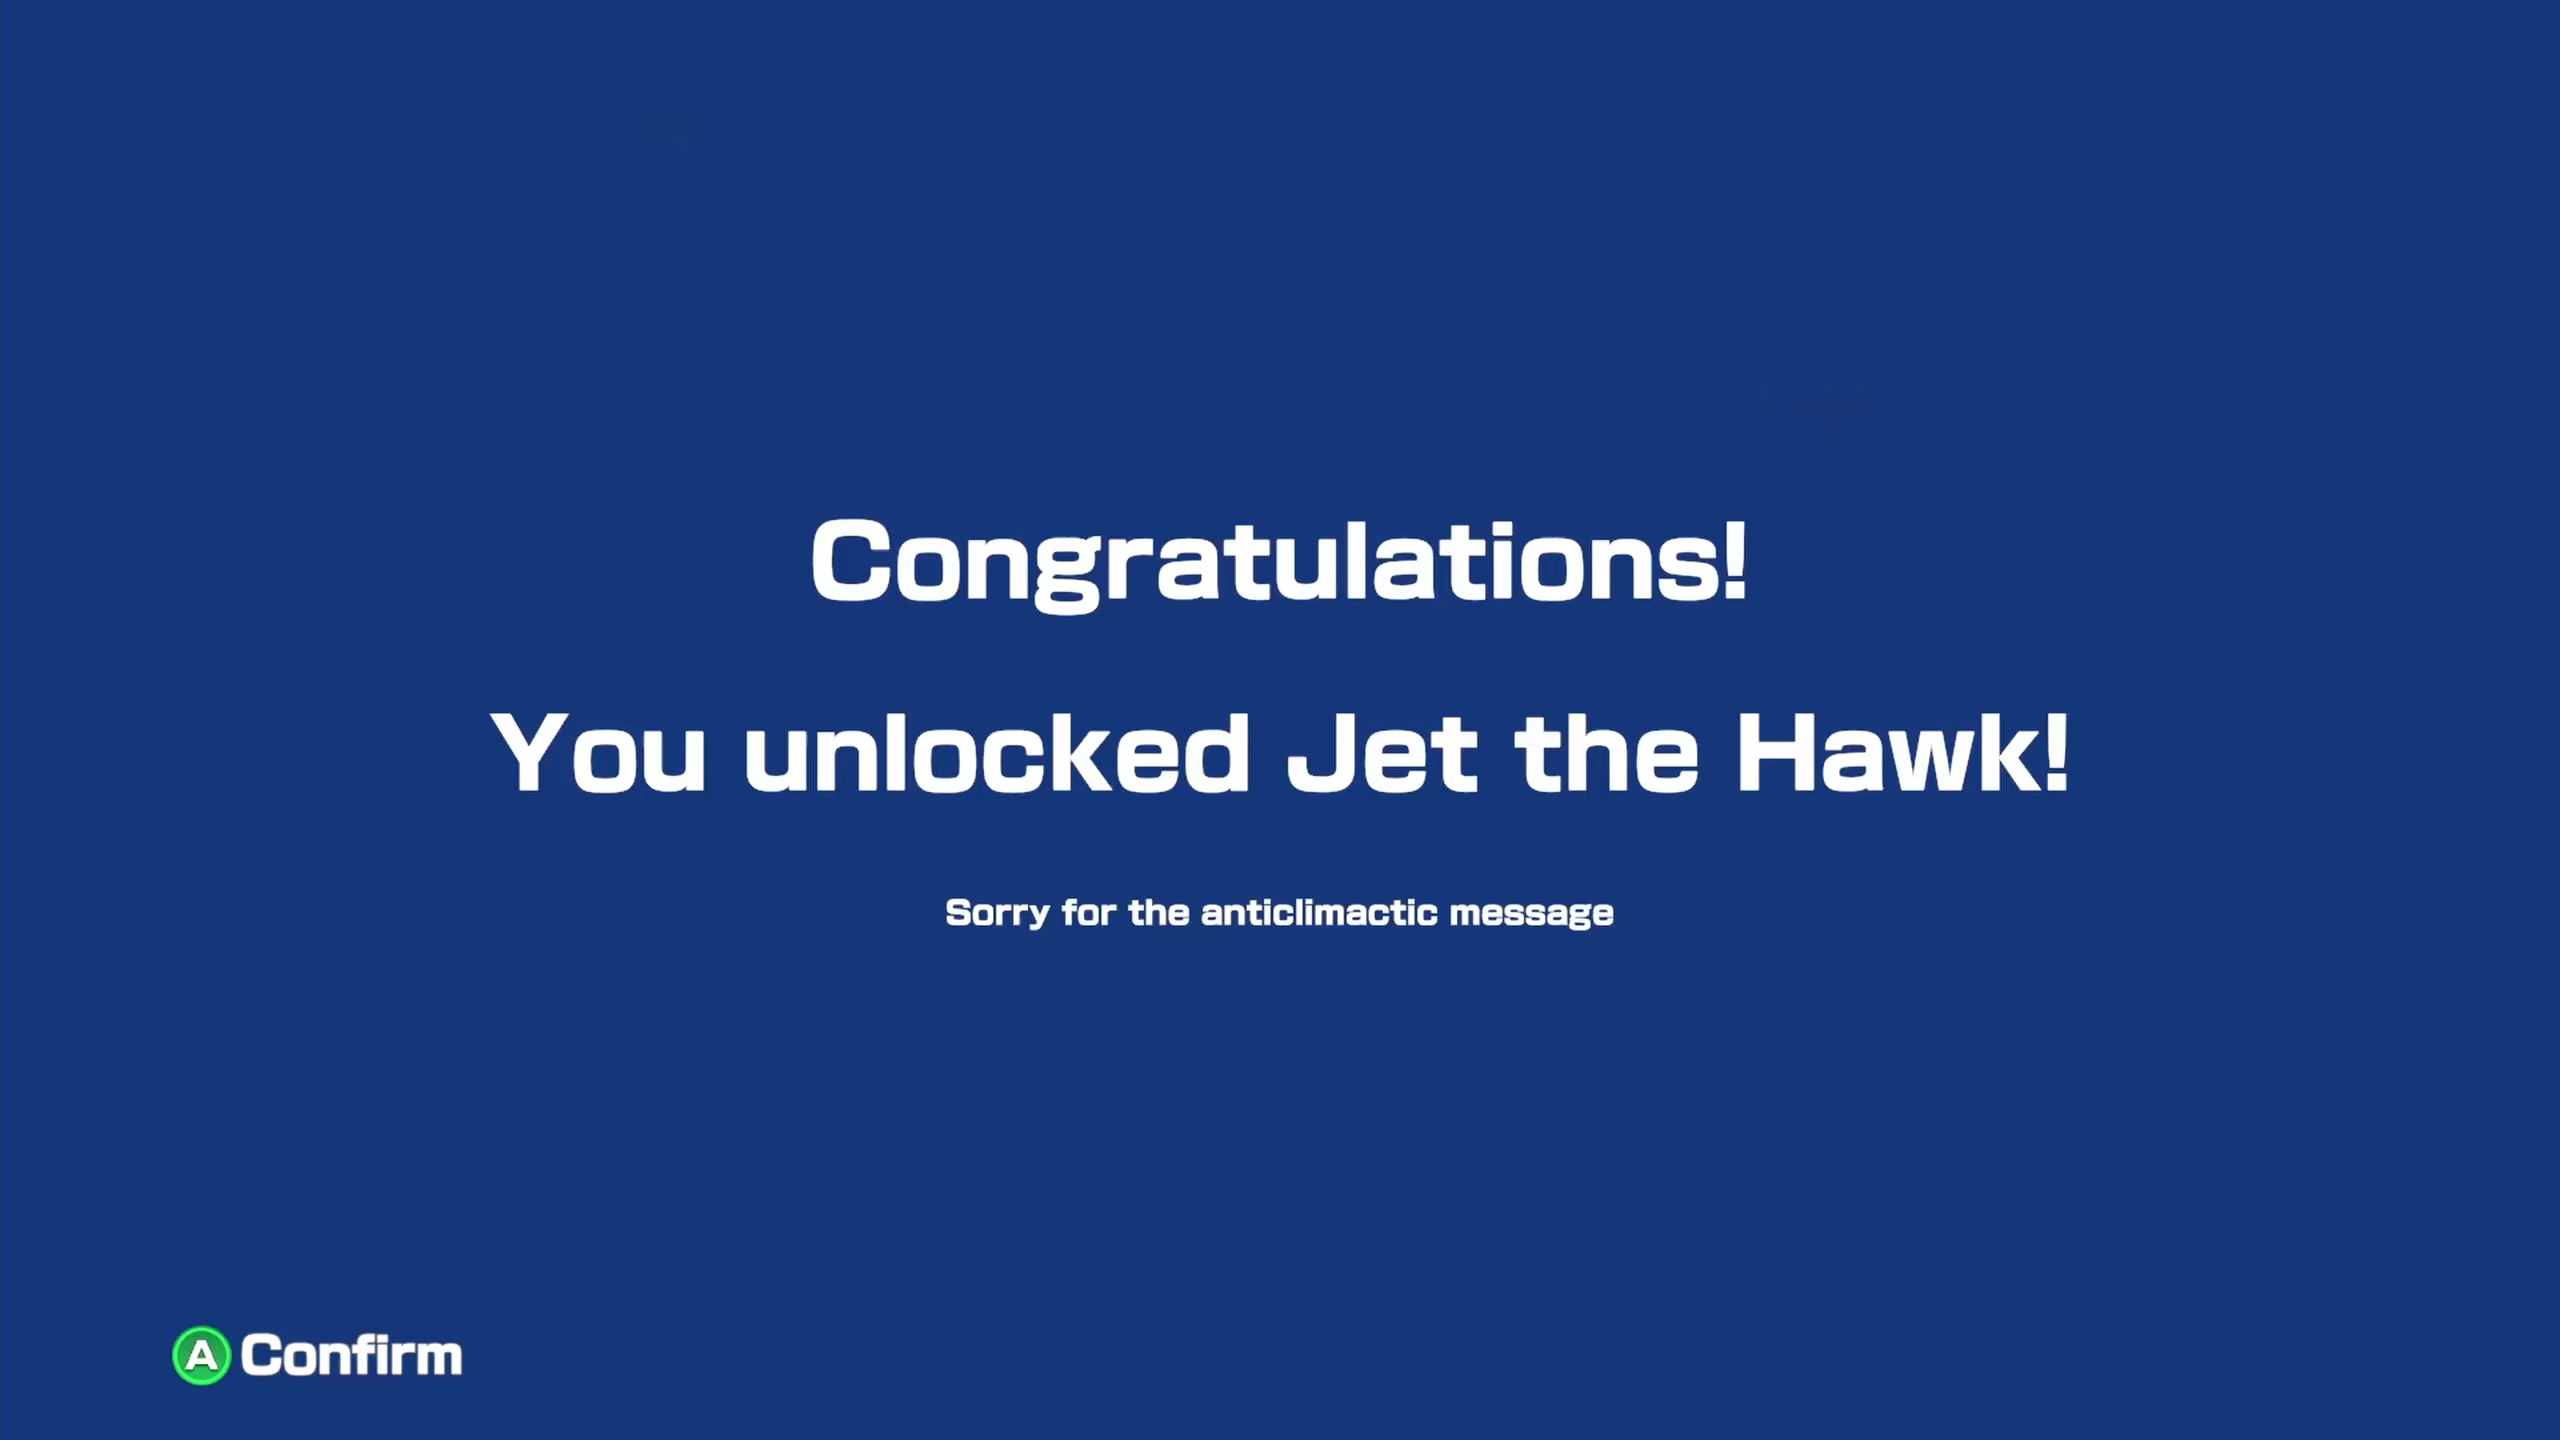 Congratulations!
You unlocked Jet the Hawk!
Sorry for the anticlimactic message
A Confirm